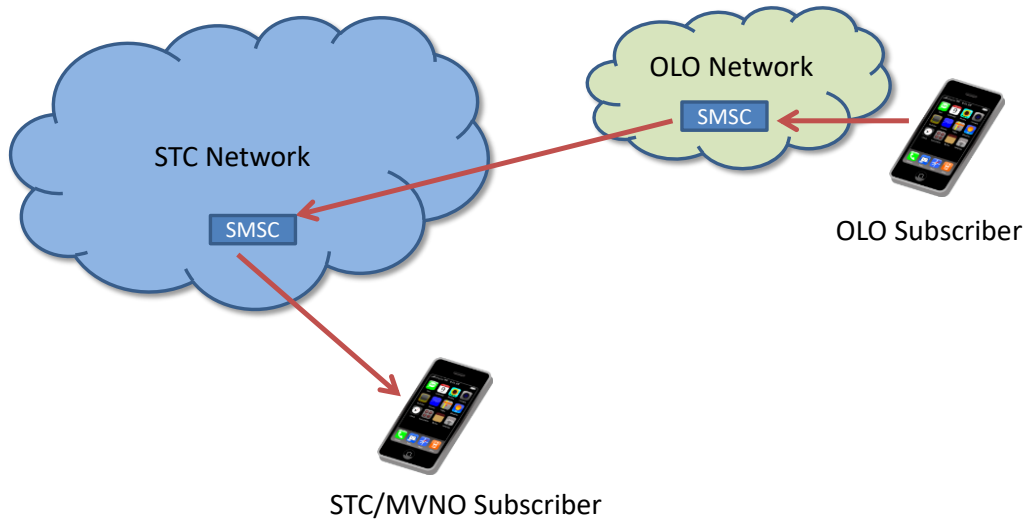 OLO Network
SMSC
STC Network
SMSC
OLO Subscriber
STC/MVNO Subscriber